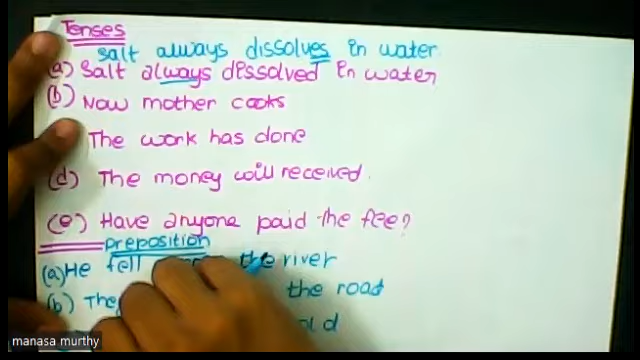 Tenses
Salt always dissolves in water
(a) Salt always dissolved in water
(b) Now mother cooks
The work has done
(d) The money will received.
(e) Have anyone paid the fee?
preposition
(a) He fell the river
(b) The the road
manasa murthy